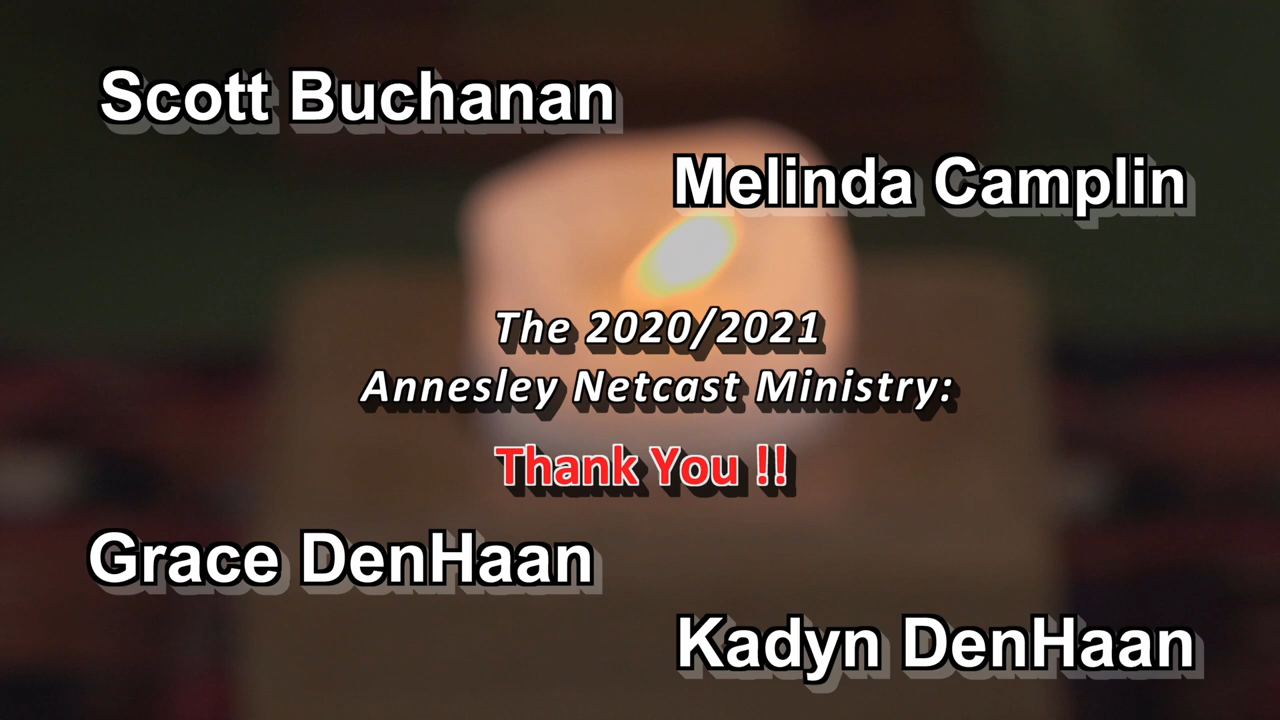 Scott Buchanan
Melinda Camplin
The 2020/2021
Annesley Netcast Ministry:
Thank You !!
Grace DenHaan
Kadyn DenHaan